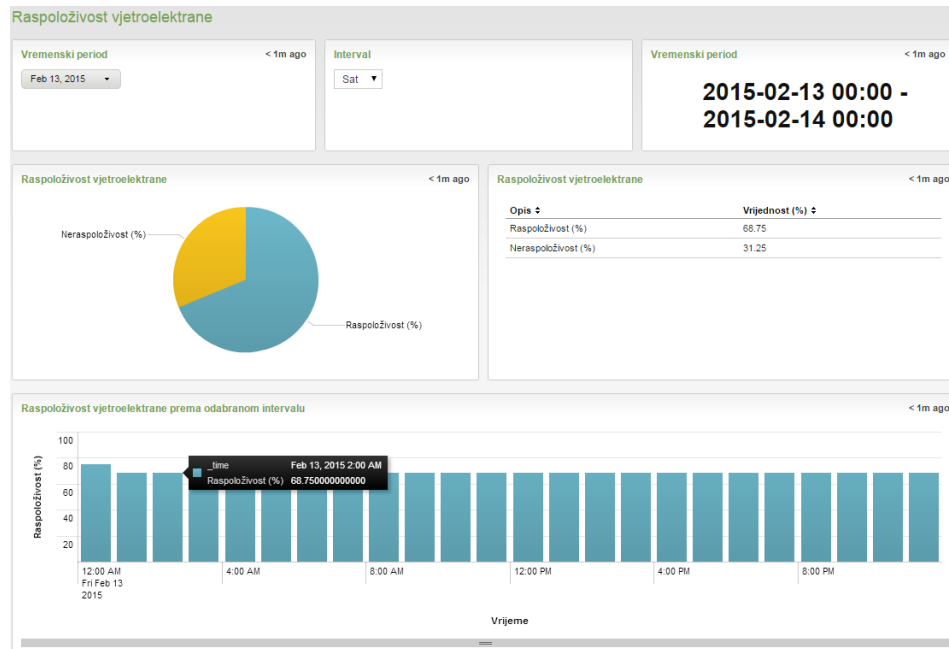 Raspoloživost vjetroelektrane
Vremenski period < 1m ago
Feb 13, 2015
Interval
Sat
Vremenski period < 1m ago
2015-02-13 00:00 -
2015-02-14 00:00
Raspoloživost vjetroelektrane < 1m ago
Neraspoloživost (%)
Raspoloživost (%)
Raspoloživost vjetroelektrane < 1m ago
Opis Vrijednost (%)
Raspoloživost (%) 68.75
Neraspoloživost (%) 31.25
Raspoloživost vjetroelektrane prema odabranom intervalu < 1m ago
Raspoloživost (%)
100
80
60
40
20
_time Feb 13, 2015 2:00 AM
Raspoloživost (%) 68.750000000000
12:00 AM 4:00 AM 8:00 AM 12:00 PM 4:00 PM 8:00 PM
Fri Feb 13
2015
Vrijeme